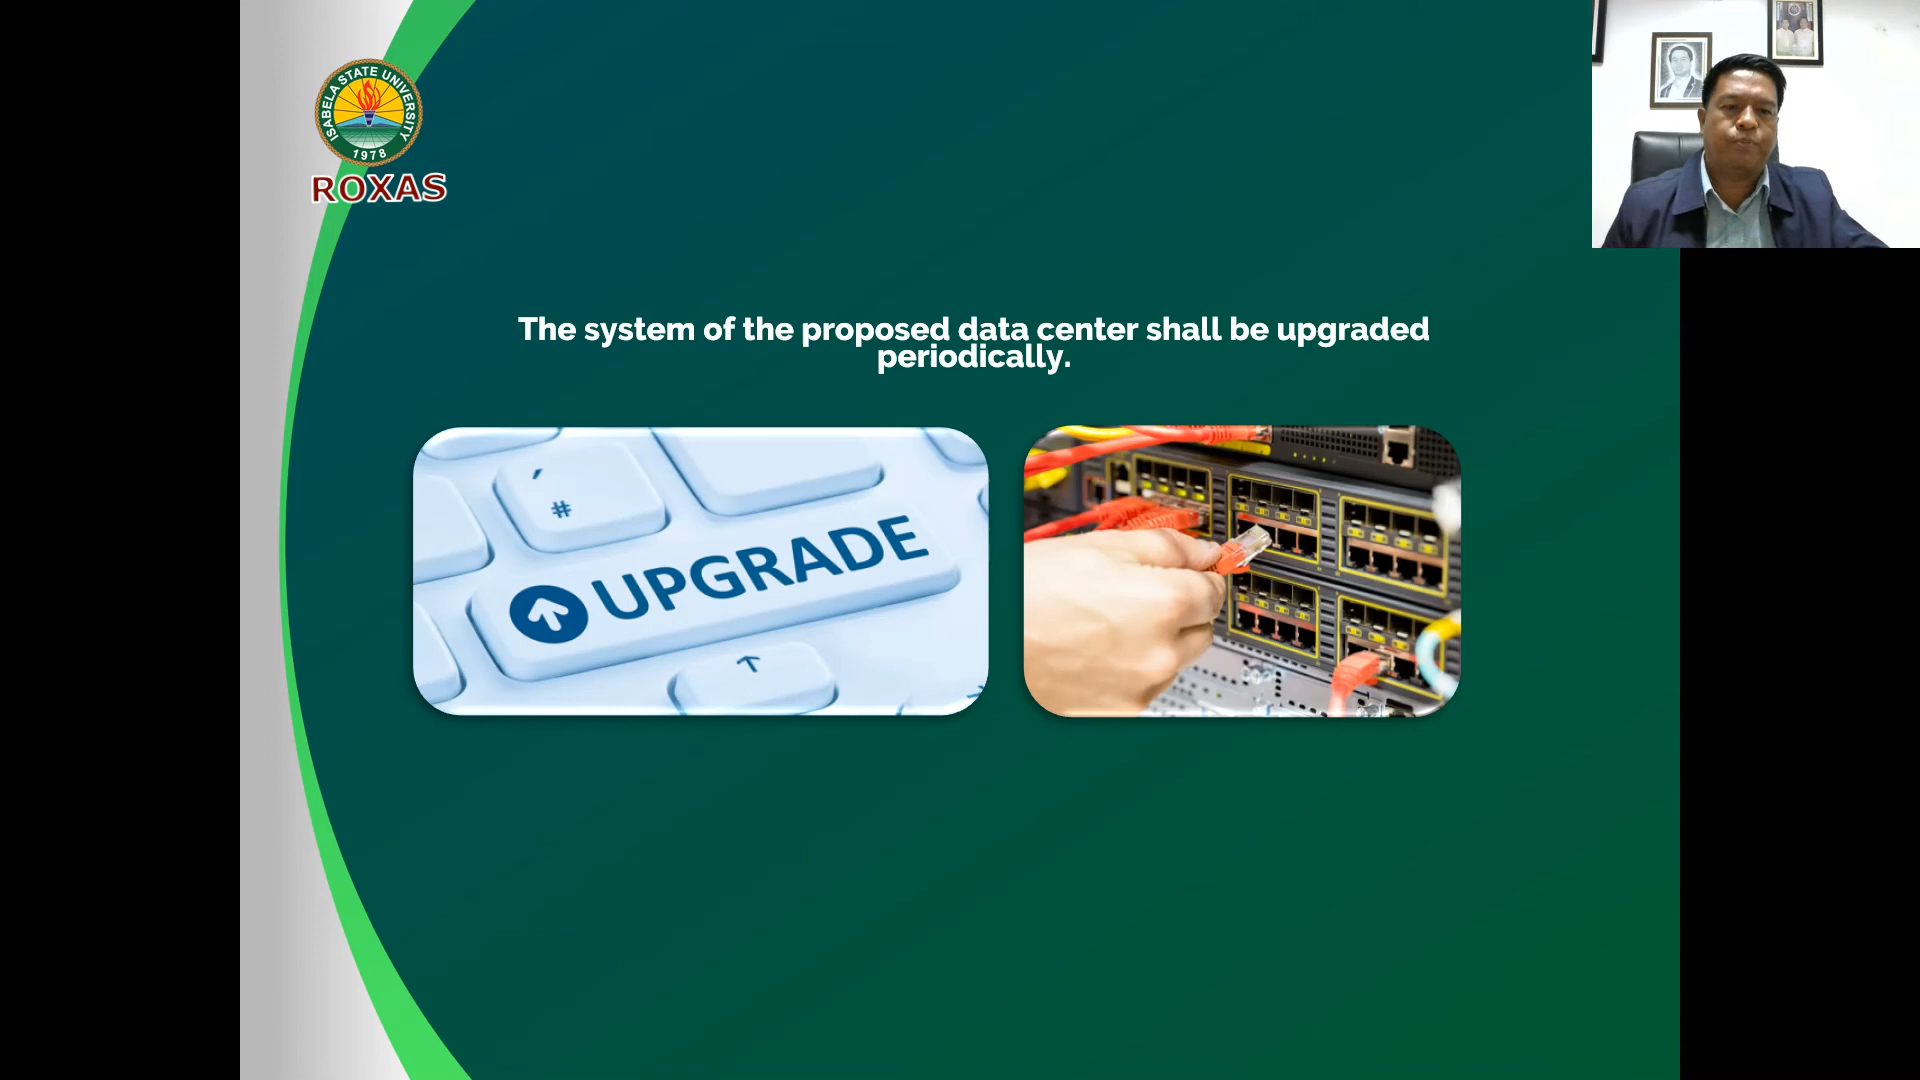 ISABELA STATE UNIVERSITY
1978
ROXAS
The system of the proposed data center shall be upgraded
periodically.
#
UPGRADE